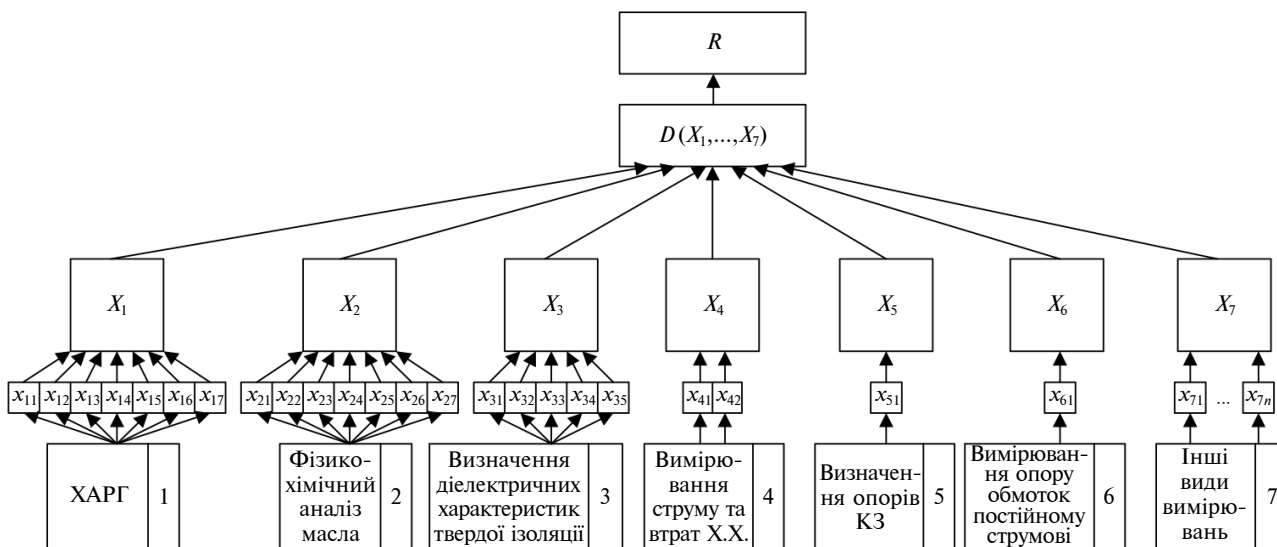 R
D(X₁,...,X₇)
X₁ X₂ X₃ X₄ X₅ X₆ X₇
x₁₁ x₁₂ x₁₃ x₁₄ x₁₅ x₁₆ x₁₇ x₂₁ x₂₂ x₂₃ x₂₄ x₂₅ x₂₆ x₂₇ x₃₁ x₃₂ x₃₃ x₃₄ x₃₅ x₄₁ x₄₂ x₅₁ x₆₁ x₇₁ ... x₇ₙ
ХАРГ
1
Фізико-
хімічний
аналіз
масла
2
Визначення
діелектричних
характеристик
твердої ізоляції
3
Вимірю-
вання
струму та
втрат Х.Х.
4
Визначен-
ня опорів
КЗ
5
Вимірюван-
ня опору
обмоток
постійному
струмові
6
Інші
види
вимірю-
вань
7